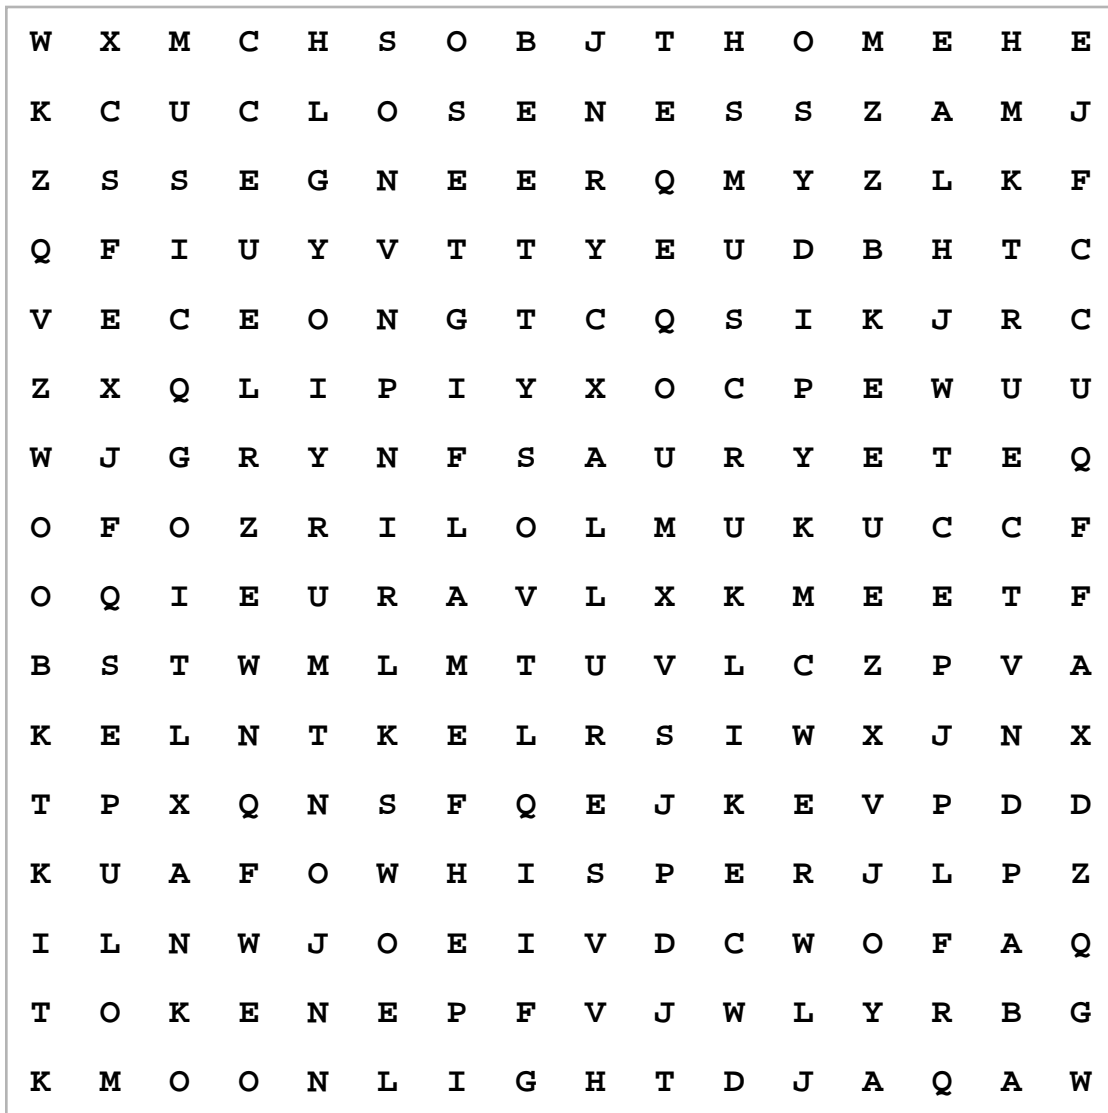 W X M C H S O B J T H O M E H E
K C U C L O S E N E S S Z A M J
Z S S E G N E E R Q M Y Z L K F
Q F I U Y V T T Y E U D B H T C
V E C E O N G T C Q S I K J R C
Z X Q L I P I Y X O C P E W U U
W J G R Y N F S A U R Y E T E Q
O F O Z R I L O L M U K U C C F
O Q I E U R A V L X K M E E T F
B S T W M L M T U V L C Z P V A
K E L N T K E L R S I W X J N X
T P X Q N S F Q E J K E V P D D
K U A F O W H I S P E R J L P Z
I L N W J O E I V D C W O F A Q
T O K E N E P F V J W L Y R B G
K M O O N L I G H T D J A Q A W